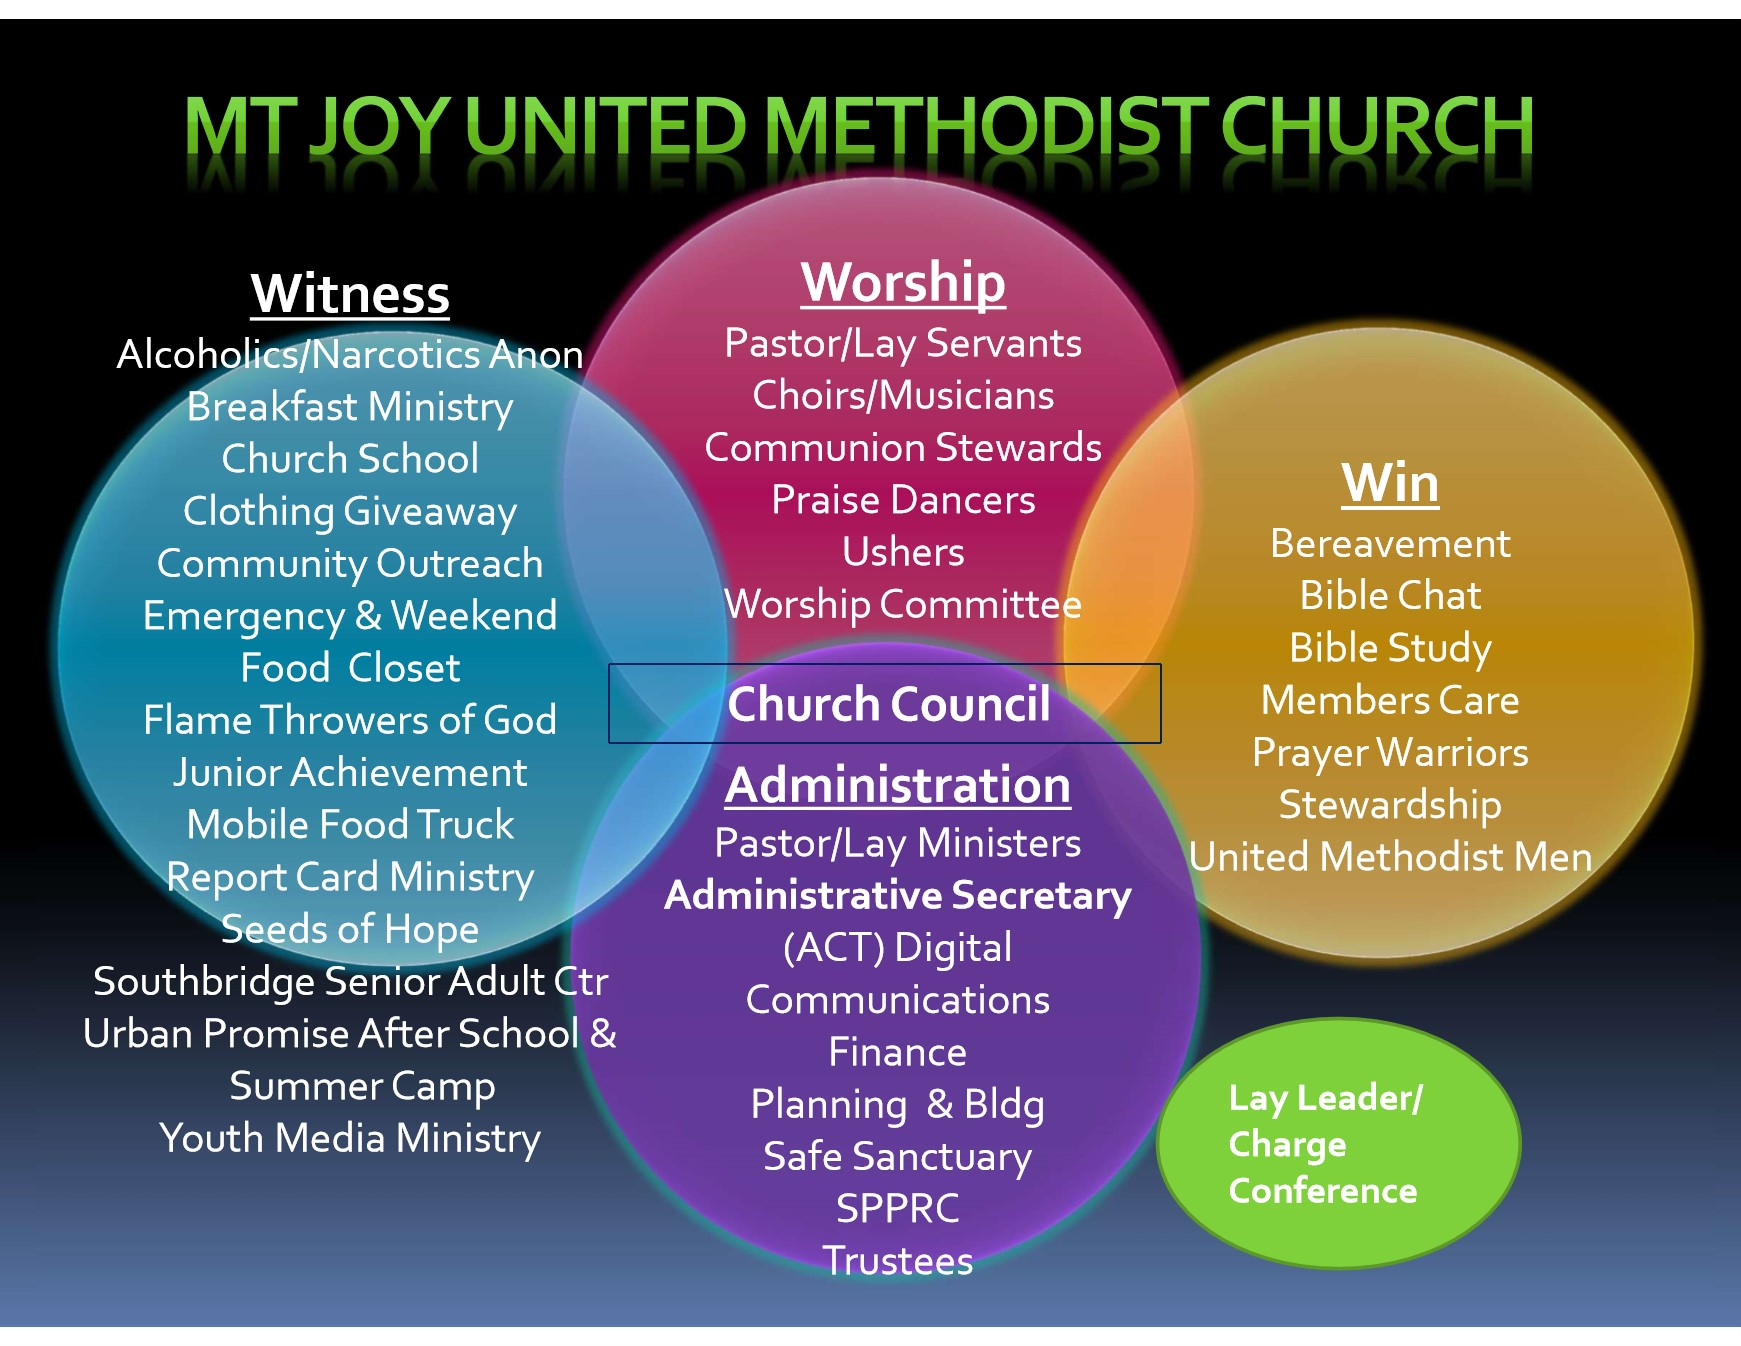 MT JOY UNITED METHODIST CHURCH
Witness
Alcoholics/Narcotics Anon
Breakfast Ministry
Church School
Clothing Giveaway
Community Outreach
Emergency & Weekend
Food Closet
Flame Throwers of God
Junior Achievement
Mobile Food Truck
Report Card Ministry
Seeds of Hope
Southbridge Senior Adult Ctr
Urban Promise After School &
Summer Camp
Youth Media Ministry
Worship
Pastor/Lay Servants
Choirs/Musicians
Communion Stewards
Praise Dancers
Ushers
Worship Committee
Church Council
Administration
Pastor/Lay Ministers
Administrative Secretary
(ACT) Digital
Communications
Finance
Planning & Bldg
Safe Sanctuary
SPPRC
Trustees
Win
Bereavement
Bible Chat
Bible Study
Members Care
Prayer Warriors
Stewardship
United Methodist Men
Lay Leader/
Charge
Conference